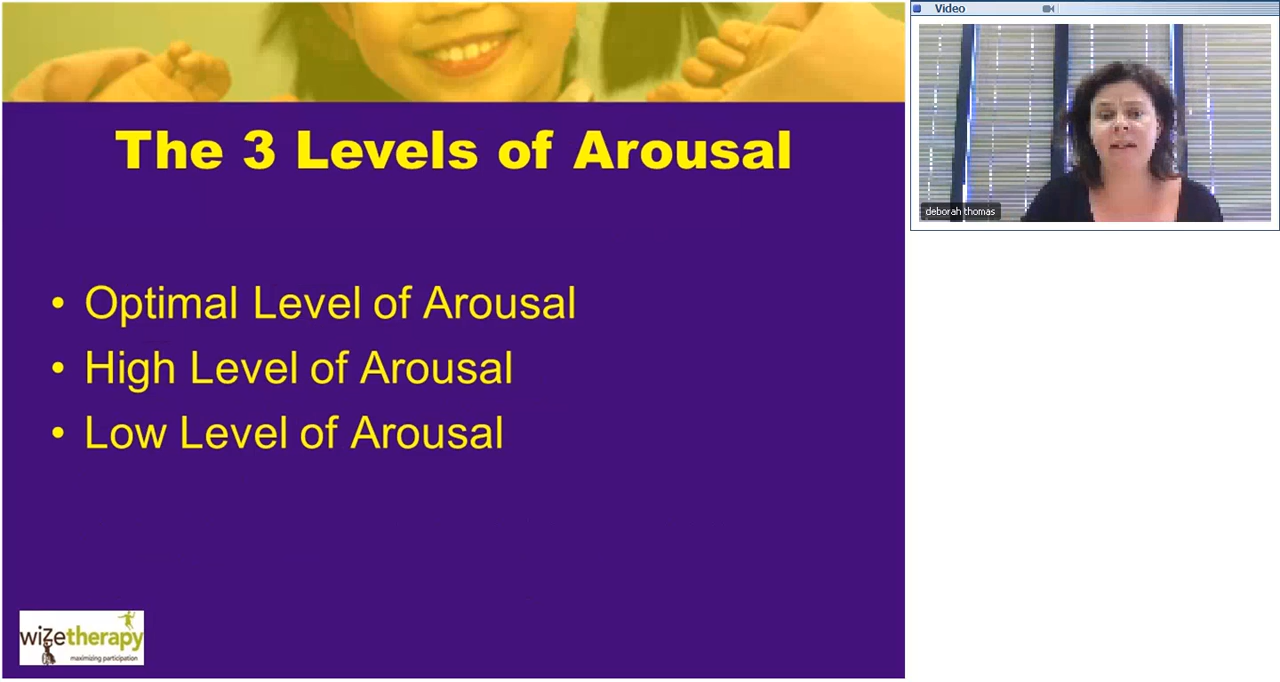 The 3 Levels of Arousal
• Optimal Level of Arousal
• High Level of Arousal
• Low Level of Arousal
wizetherapy
maximizing participation
Video
deborah thomas